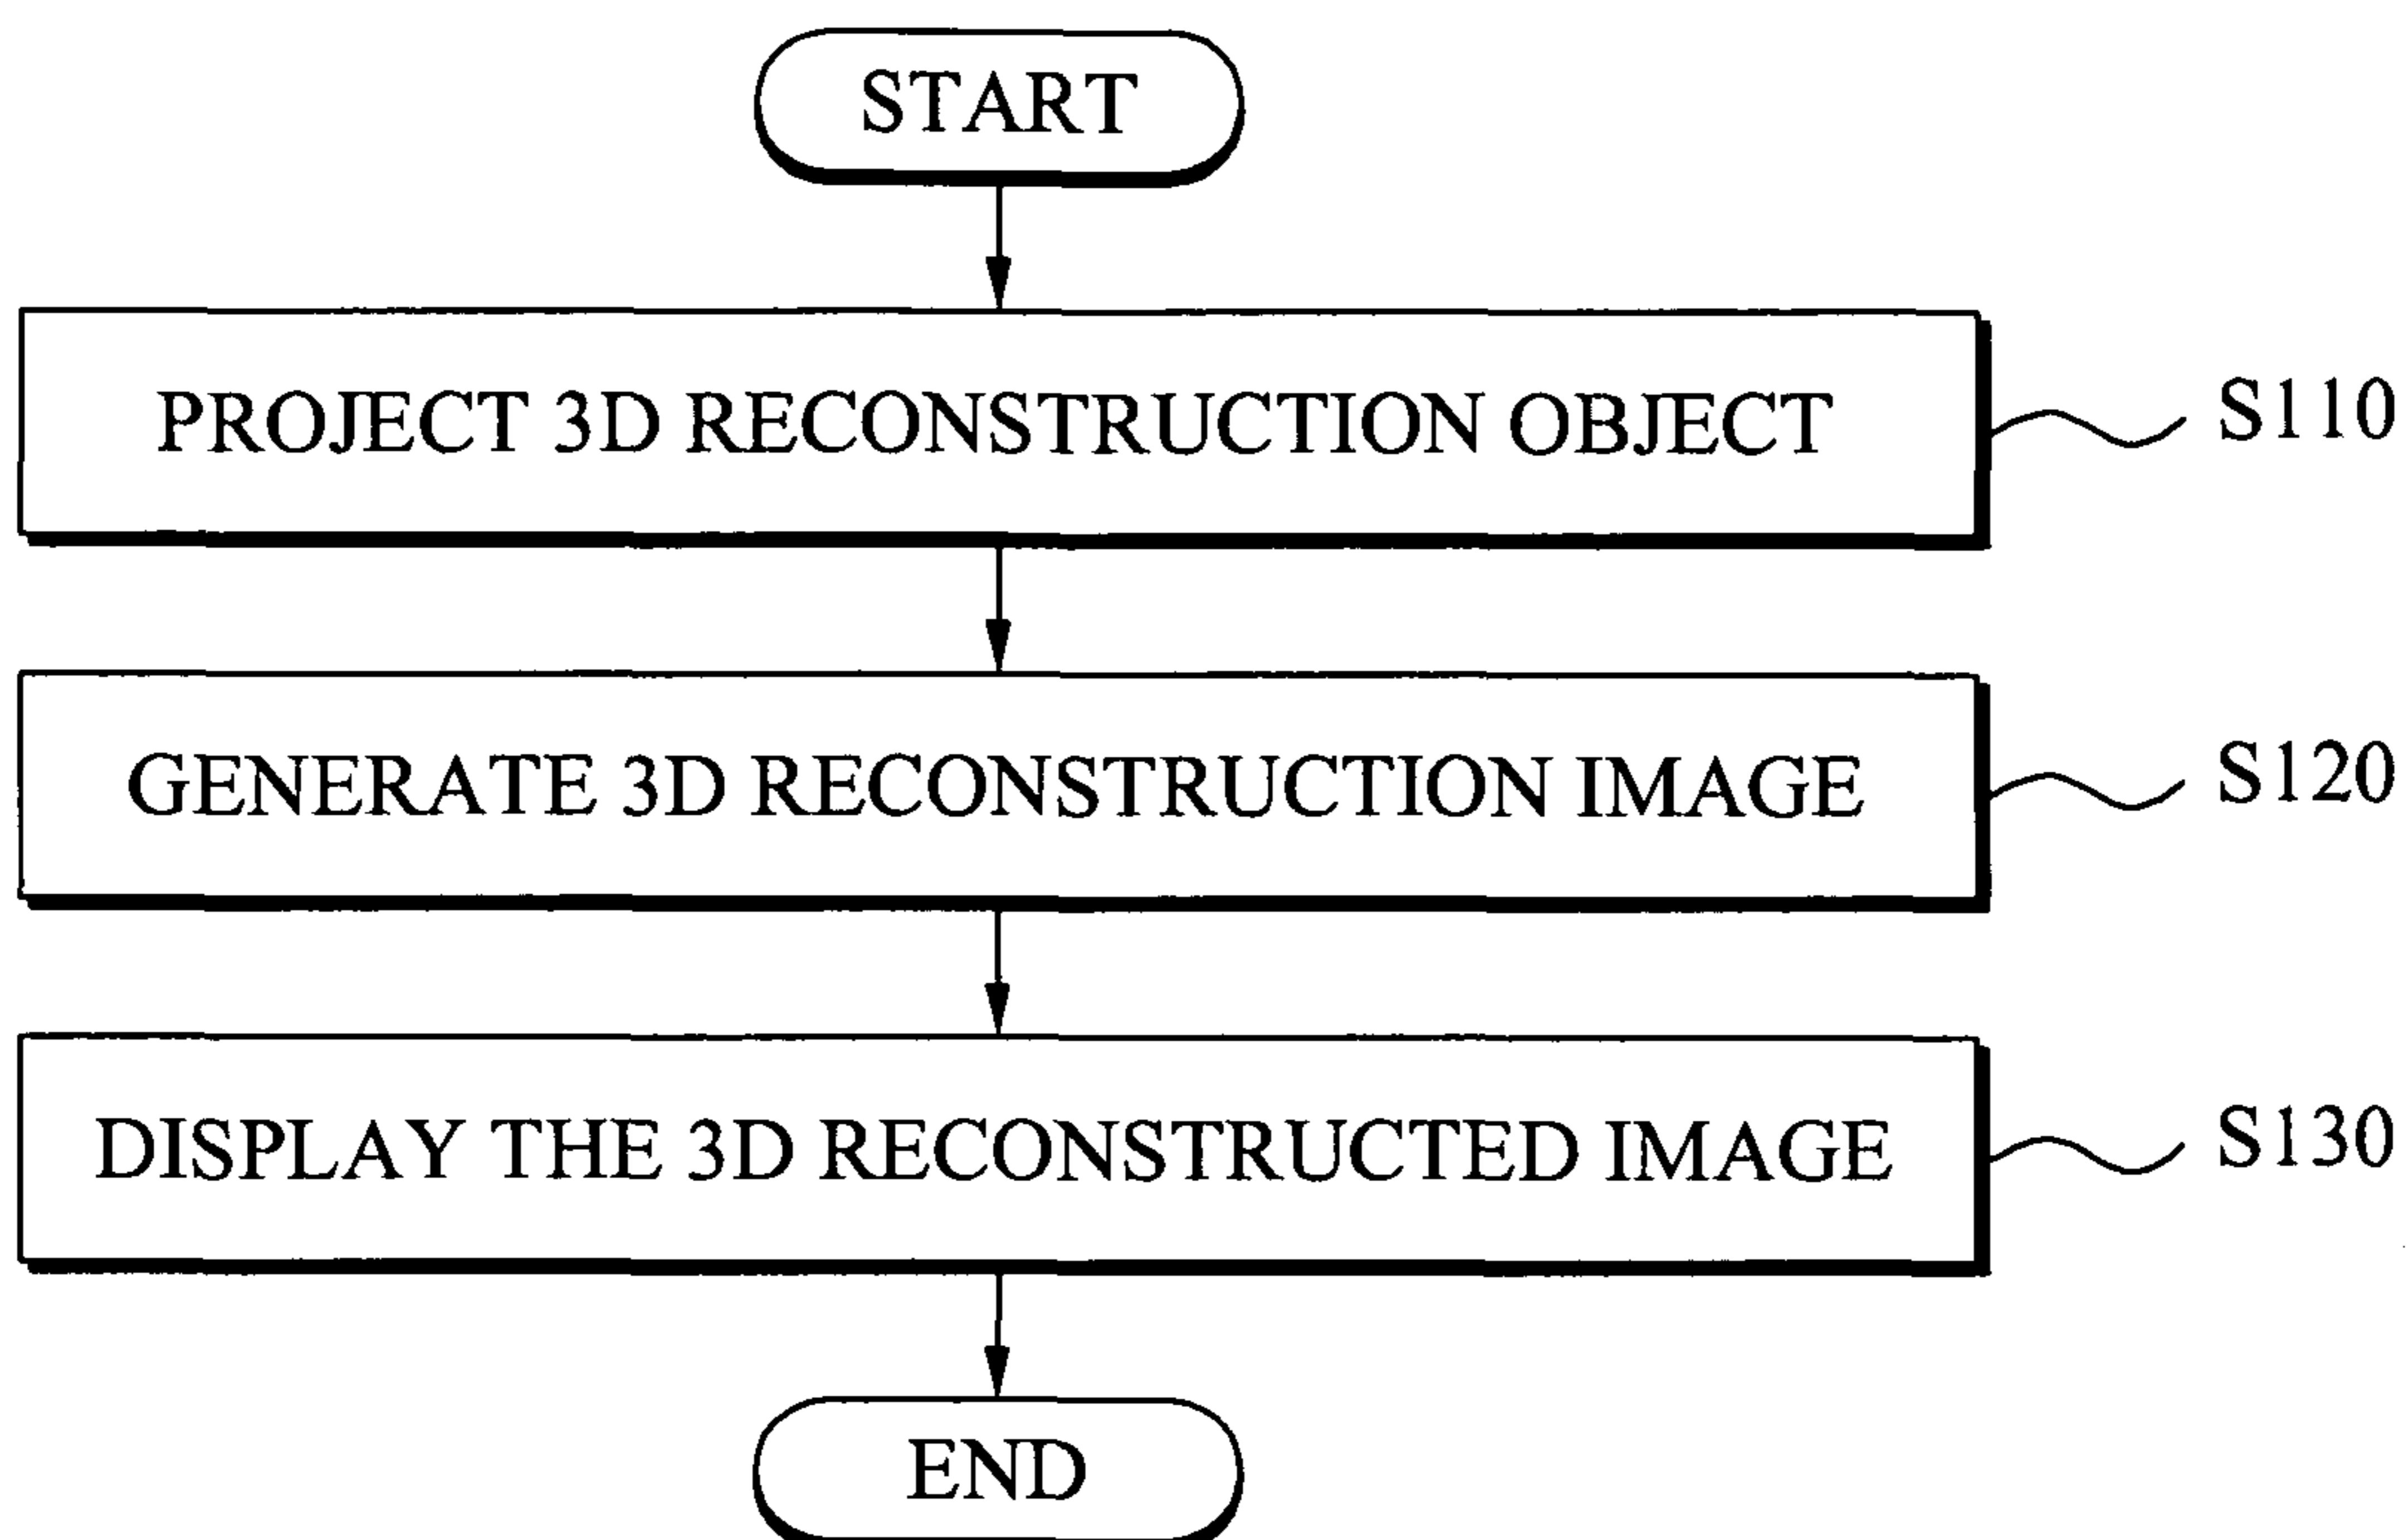 START
PROJECT 3D RECONSTRUCTION OBJECT
S110
GENERATE 3D RECONSTRUCTION IMAGE
S120
DISPLAY THE 3D RECONSTRUCTED IMAGE
S130
END